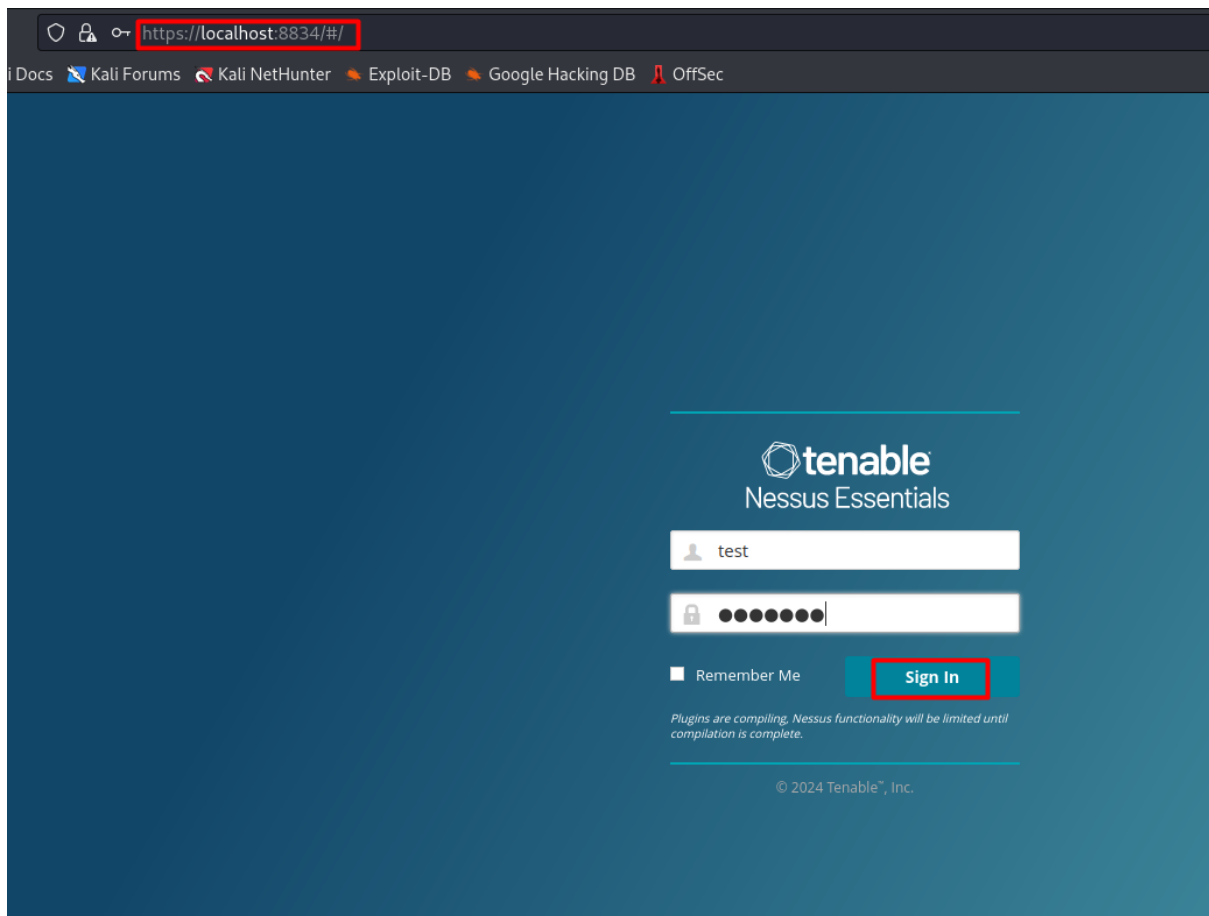 https://localhost:8834/#/
i Docs Kali Forums Kali NetHunter Exploit-DB Google Hacking DB OffSec
tenable
Nessus Essentials
test
Remember Me Sign In
Plugins are compiling, Nessus functionality will be limited until
compilation is complete.
© 2024 Tenable™, Inc.